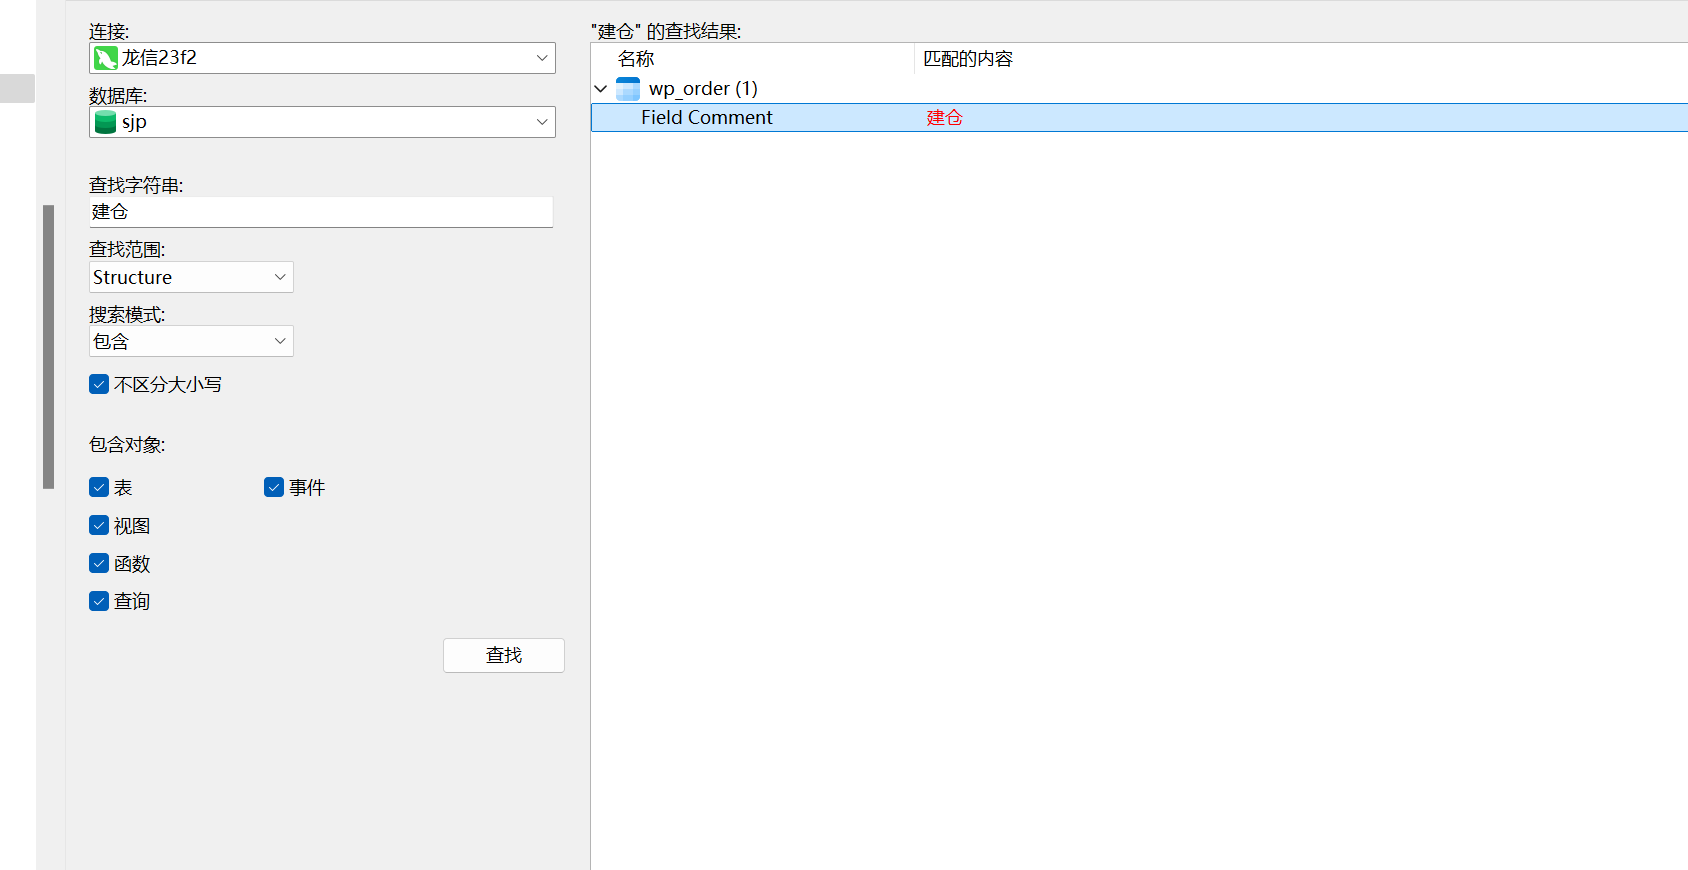 连接:
龙信23f2
数据库:
sjp
查找字符串:
建仓
查找范围:
Structure
搜索模式:
包含
不区分大小写
包含对象:
表
事件
视图
函数
查询
查找
"建仓" 的查找结果:
名称 匹配的内容
wp_order (1)
Field Comment 建仓